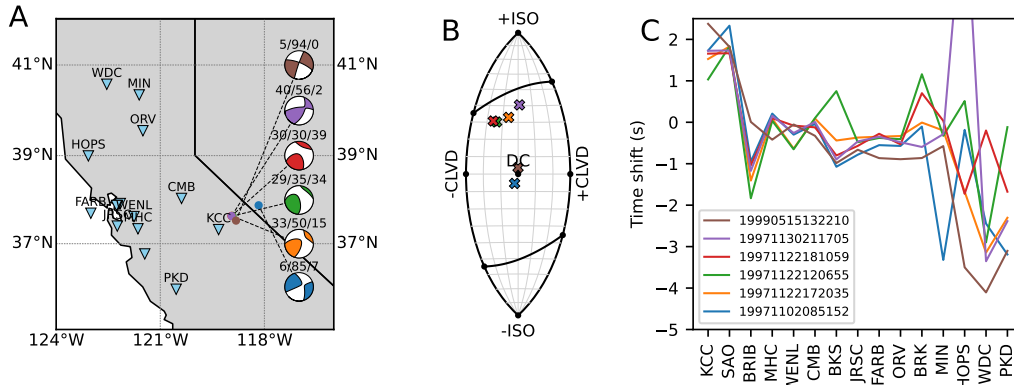 A
B
C
5/94/0
41°N
41°N
WDC
MIN
40/56/2
ORV
30/30/39
HOPS
39°N
39°N
29/35/34
CMB
FARB
WENL
JRSC
MHC
KCC
33/50/15
37°N
37°N
6/85/7
PKD
124°W
121°W
118°W
+ISO
-CLVD
DC
+CLVD
-ISO
Time shift (s)
2
1
0
−1
−2
−3
−4
−5
19990515132210
19971130211705
19971122181059
19971122120655
19971122172035
19971102085152
KCC
SAO
BRIB
MHC
WENL
CMB
BKS
JRSC
FARB
ORV
BRK
MIN
HOPS
WDC
PKD